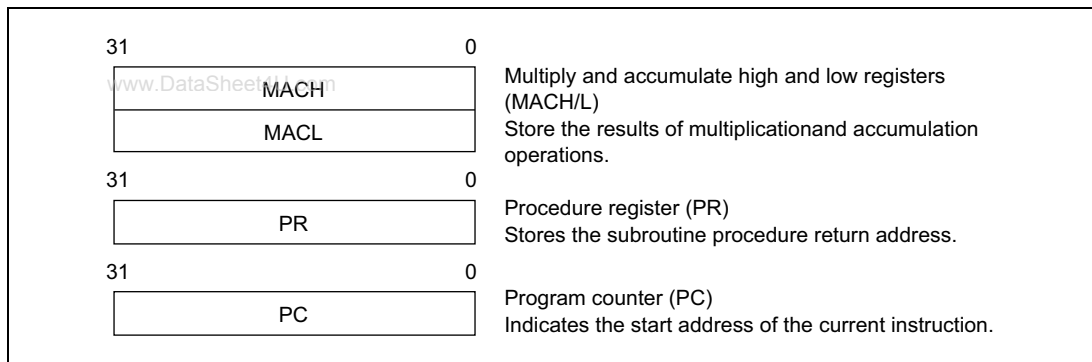 31 0
www.DataSheet4U.com
MACH
Multiply and accumulate high and low registers
(MACH/L)
MACL
Store the results of multiplicationand accumulation
operations.
31 0
PR
Procedure register (PR)
Stores the subroutine procedure return address.
31 0
PC
Program counter (PC)
Indicates the start address of the current instruction.